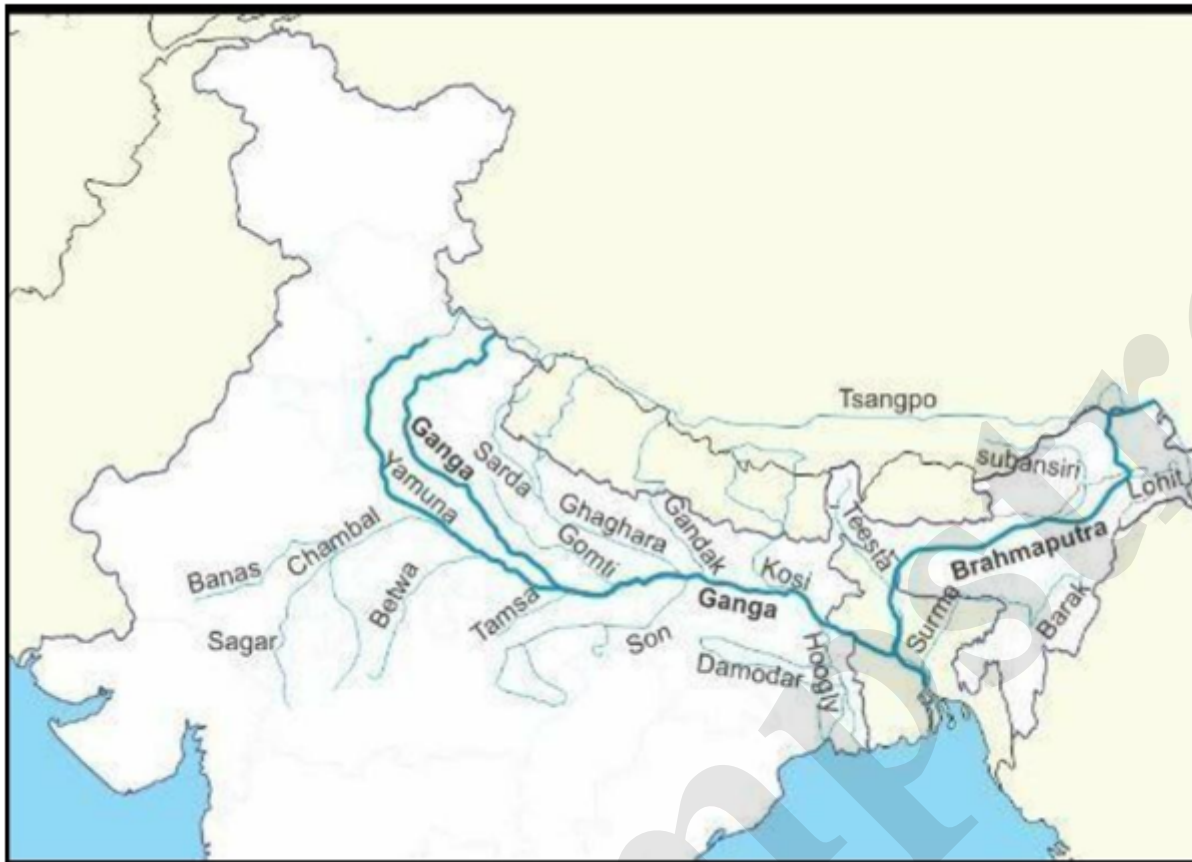 Tsangpo
subansiri
Lohit
Ganga
Sarda
Yamuna
Ghaghara
Gandak
Teesta
Brahmaputra
Chambal
Banas
Gomti
Kosi
Betwa
Tamsa
Ganga
Surma
Barak
Sagar
Son
Damodar
Hoogly